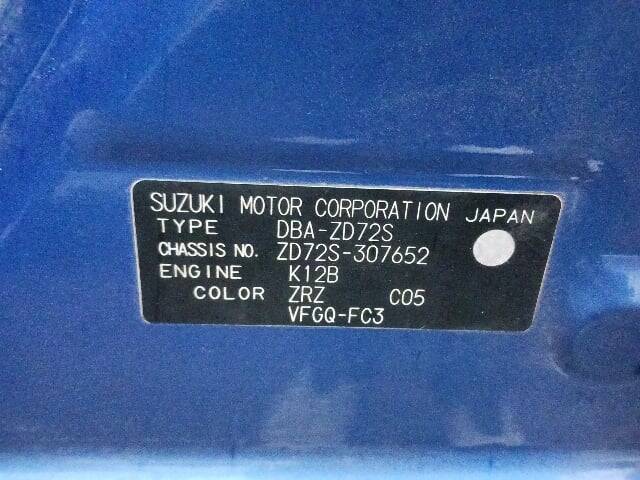 SUZUKI MOTOR CORPORATION JAPAN
TYPE DBA-ZD72S
CHASSIS NO. ZD72S-307652
ENGINE K12B
COLOR ZRZ C05
VFGQ-FC3